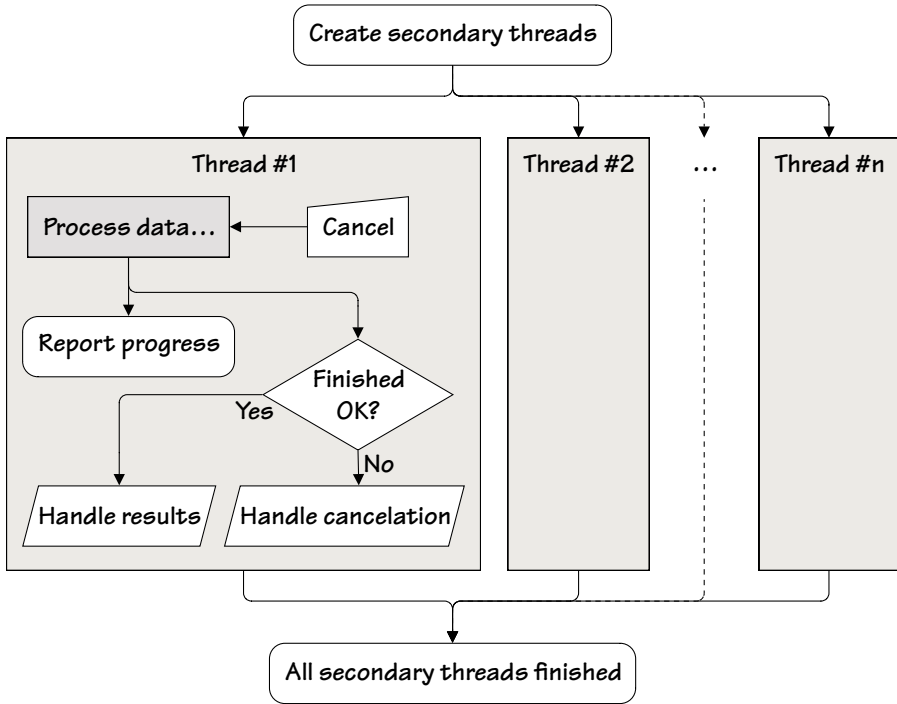 Create secondary threads
Thread #1
Thread #2
...
Thread #n
Process data...
Cancel
Report progress
Finished
OK?
Yes
No
Handle results
Handle cancelation
All secondary threads finished